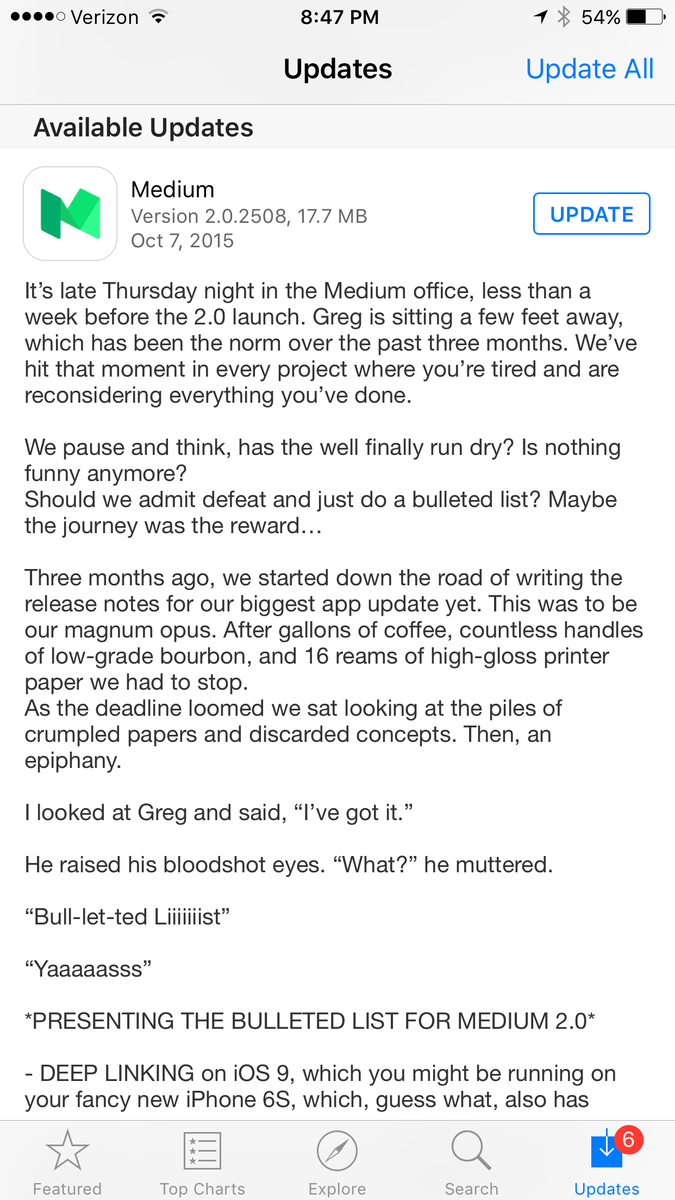 Verizon 8:47 PM 54%
Updates Update All
Available Updates
Medium
Version 2.0.2508, 17.7 MB
Oct 7, 2015
UPDATE
It’s late Thursday night in the Medium office, less than a
week before the 2.0 launch. Greg is sitting a few feet away,
which has been the norm over the past three months. We’ve
hit that moment in every project where you’re tired and are
reconsidering everything you’ve done.
We pause and think, has the well finally run dry? Is nothing
funny anymore?
Should we admit defeat and just do a bulleted list? Maybe
the journey was the reward…
Three months ago, we started down the road of writing the
release notes for our biggest app update yet. This was to be
our magnum opus. After gallons of coffee, countless handles
of low-grade bourbon, and 16 reams of high-gloss printer
paper we had to stop.
As the deadline loomed we sat looking at the piles of
crumpled papers and discarded concepts. Then, an
epiphany.
I looked at Greg and said, “I’ve got it.”
He raised his bloodshot eyes. “What?” he muttered.
“Bull-let-ted Liiiiiiist”
“Yaaaaasss”
*PRESENTING THE BULLETED LIST FOR MEDIUM 2.0*
- DEEP LINKING on iOS 9, which you might be running on
your fancy new iPhone 6S, which, guess what, also has
6
Featured Top Charts Explore Search Updates